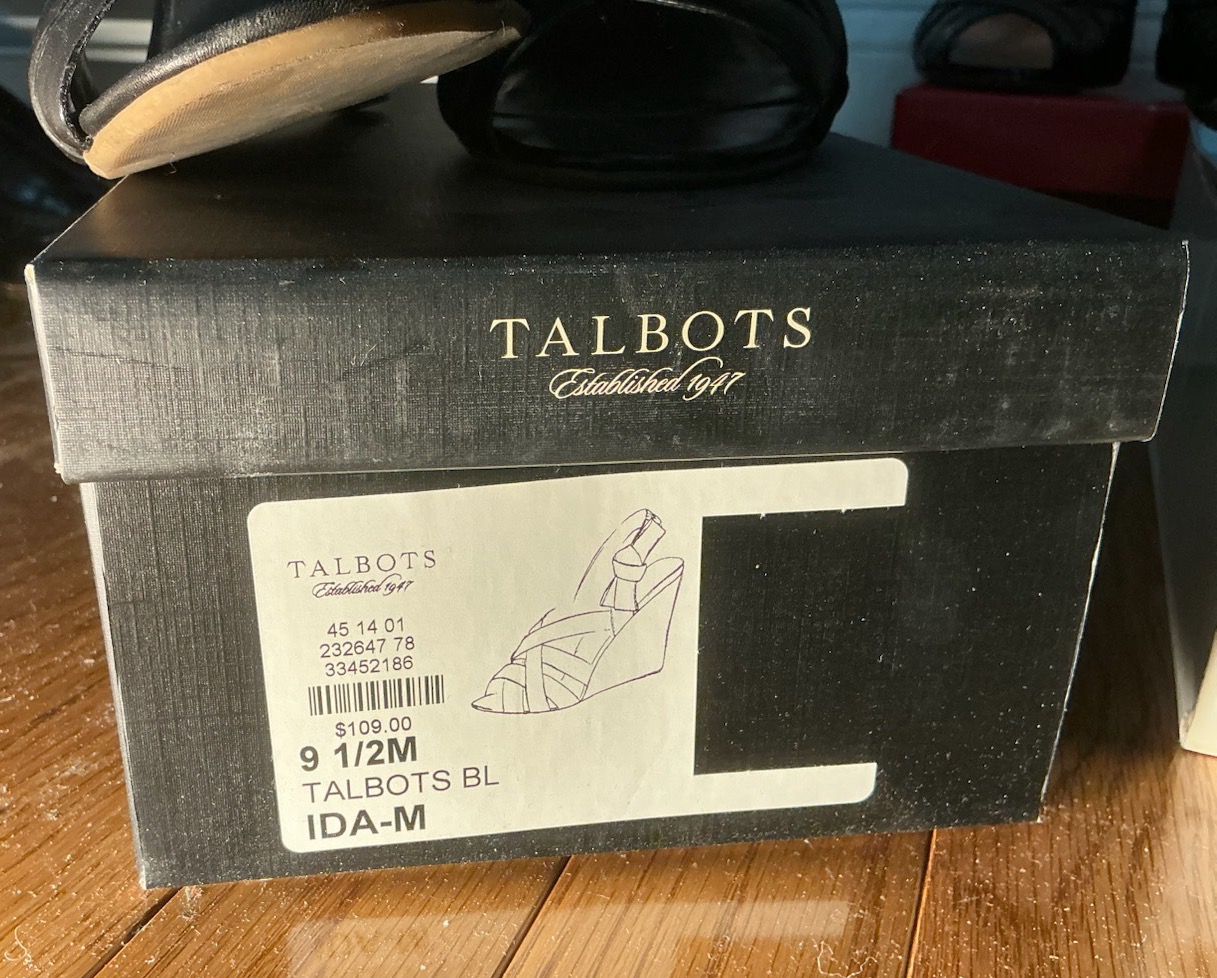 TALBOTS
Established 1947
TALBOTS
Established 1947
45 14 01
232647 78
33452186
$109.00
9 1/2M
TALBOTS BL
IDA-M